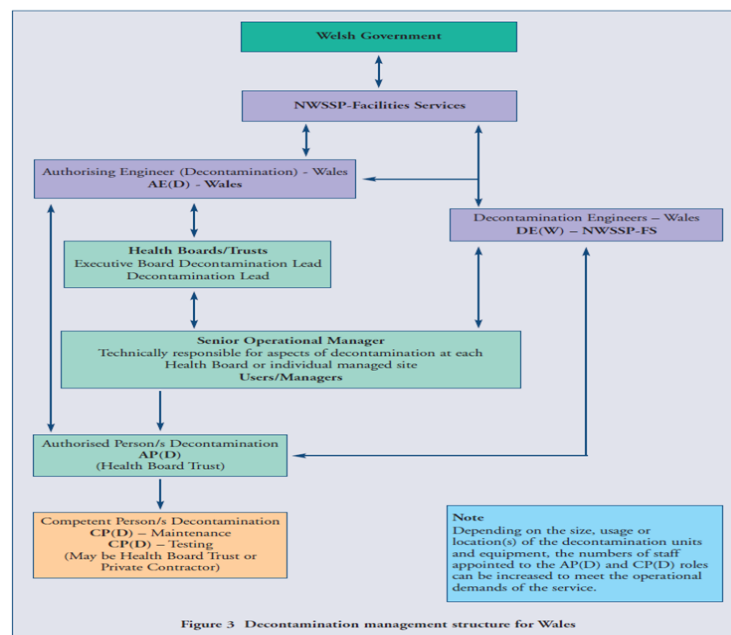 Welsh Government
NWSSP-Facilities Services
Authorising Engineer (Decontamination) - Wales
AE(D) - Wales
Decontamination Engineers – Wales
DE(W) – NWSSP-FS
Health Boards/Trusts
Executive Board Decontamination Lead
Decontamination Lead
Senior Operational Manager
Technically responsible for aspects of decontamination at each
Health Board or individual managed site
Users/Managers
Authorised Person/s Decontamination
AP(D)
(Health Board Trust)
Competent Person/s Decontamination
CP(D) – Maintenance
CP(D) – Testing
(May be Health Board Trust or
Private Contractor)
Note
Depending on the size, usage or
location(s) of the decontamination units
and equipment, the numbers of staff
appointed to the AP(D) and CP(D) roles
can be increased to meet the operational
demands of the service.
Figure 3 Decontamination management structure for Wales